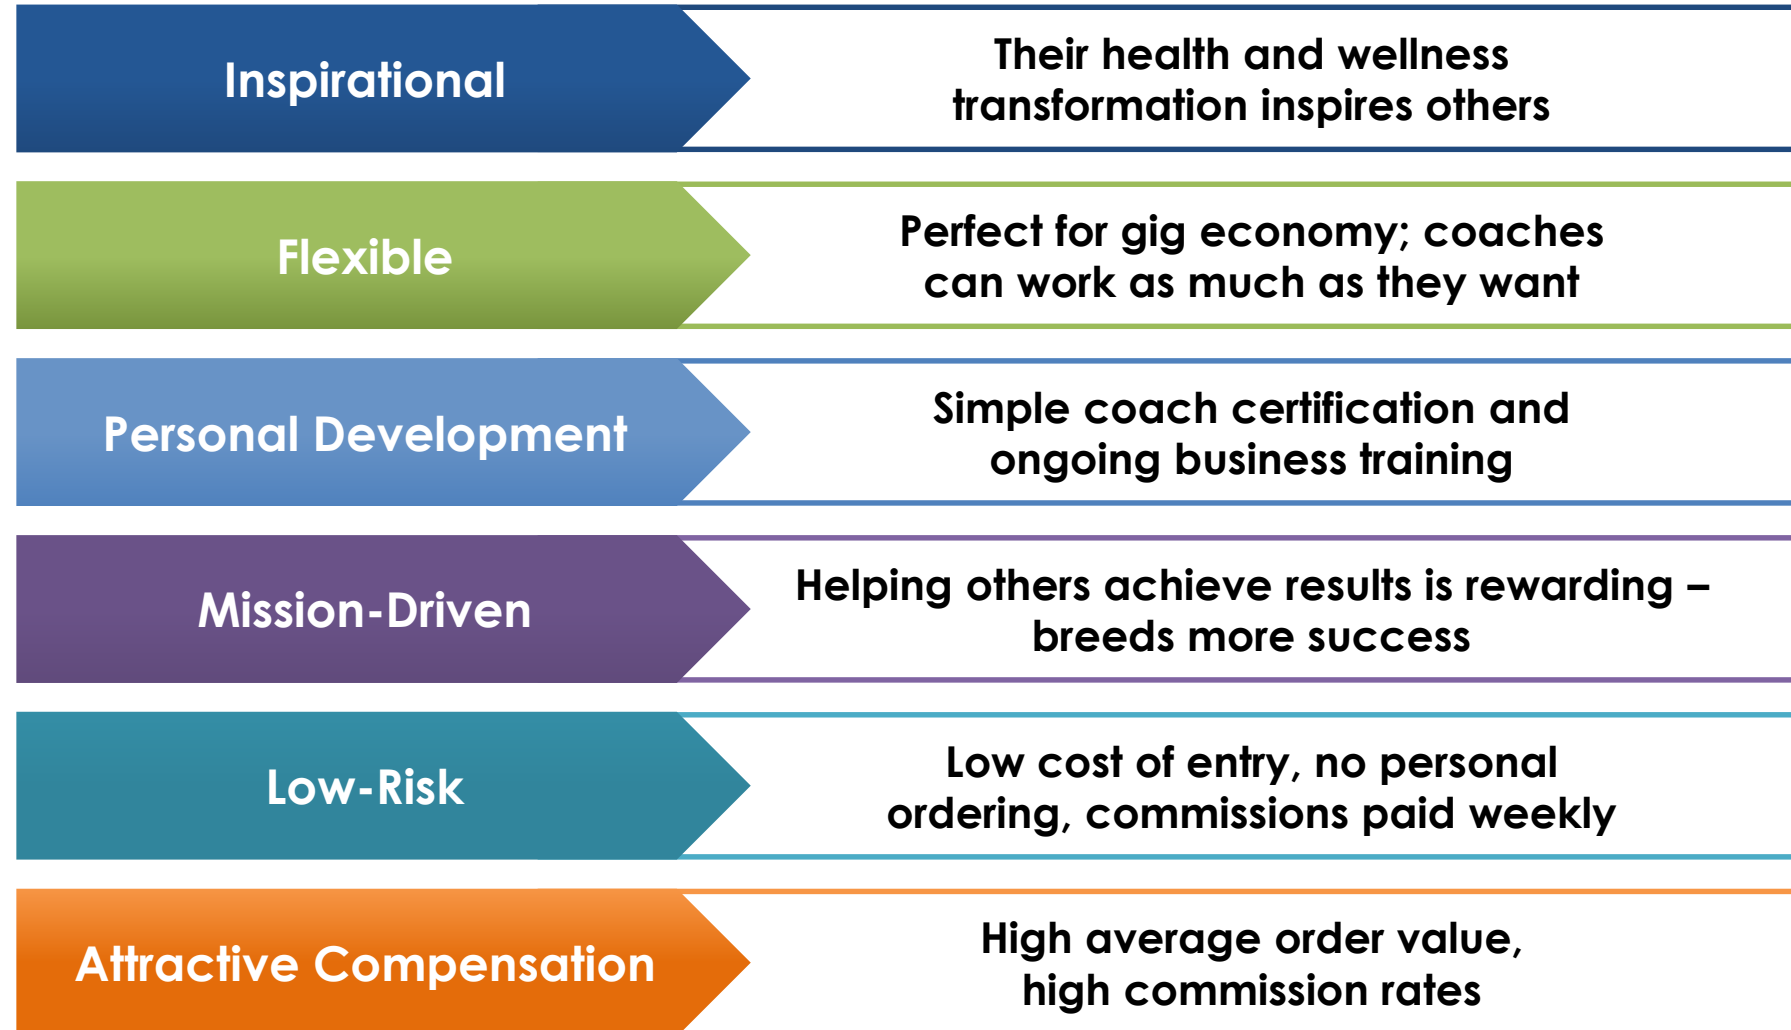 Inspirational
Their health and wellness
transformation inspires others
Flexible
Perfect for gig economy; coaches
can work as much as they want
Personal Development
Simple coach certification and
ongoing business training
Mission-Driven
Helping others achieve results is rewarding –
breeds more success
Low-Risk
Low cost of entry, no personal
ordering, commissions paid weekly
Attractive Compensation
High average order value,
high commission rates